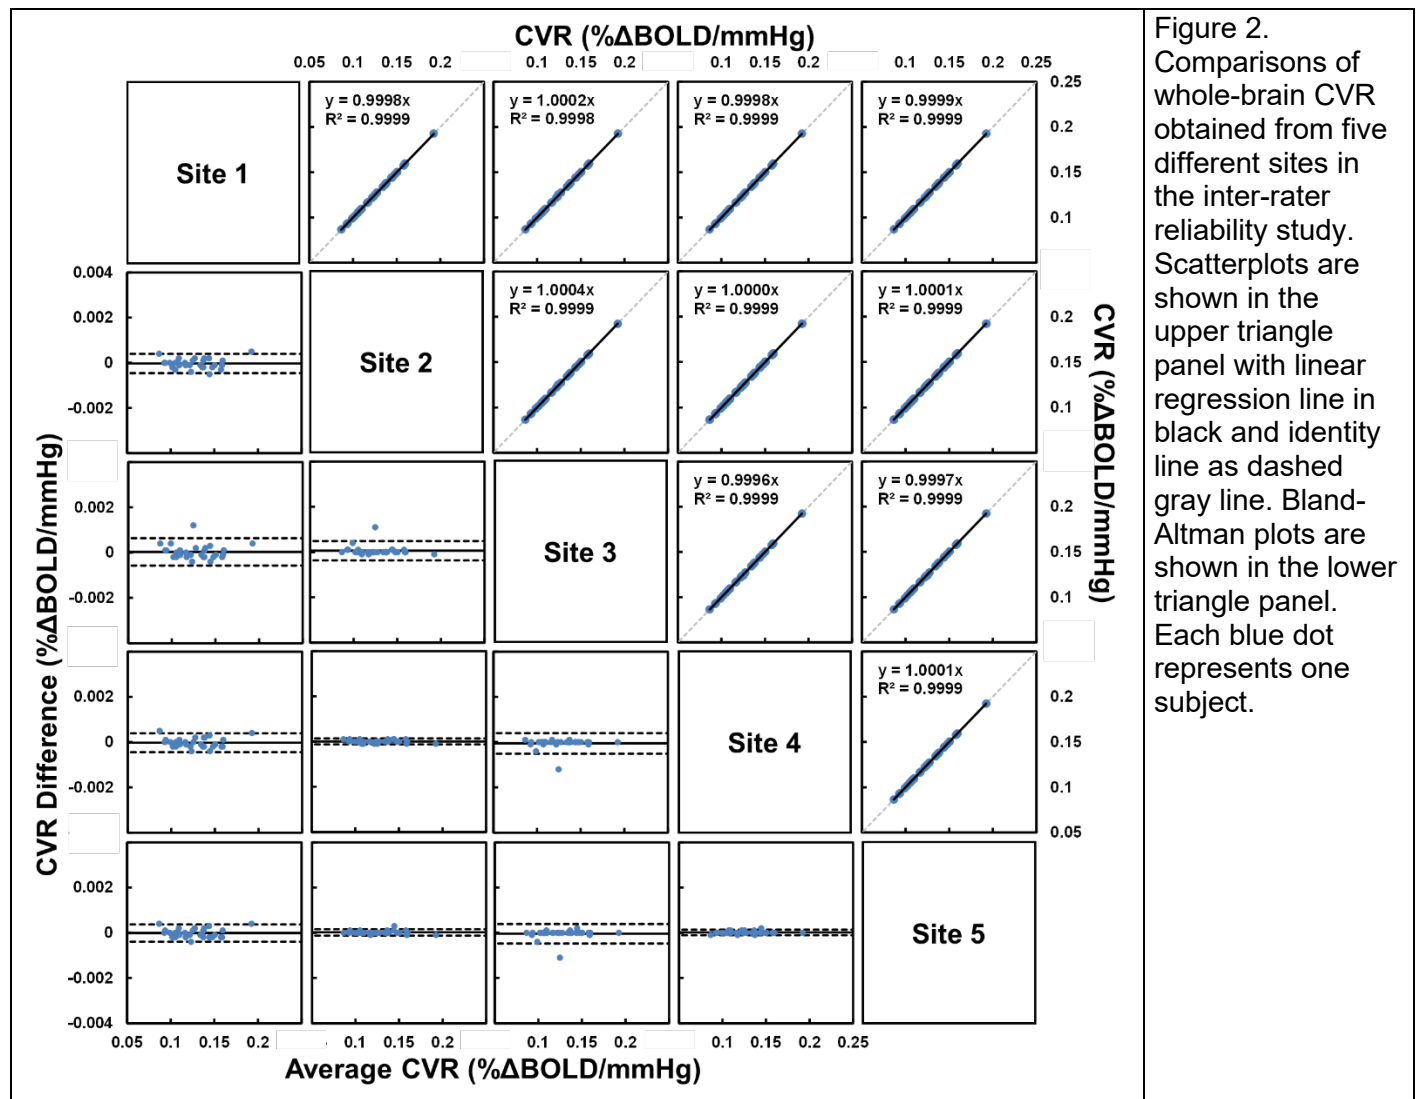 CVR (%ΔBOLD/mmHg)
0.05 0.1 0.15 0.2 0.1 0.15 0.2 0.1 0.15 0.2 0.1 0.15 0.2 0.25
Site 1
y = 0.9998x
R² = 0.9999
y = 1.0002x
R² = 0.9998
y = 0.9998x
R² = 0.9999
y = 0.9999x
R² = 0.9999
0.25
0.2
0.15
0.1
0.004
0.002
0
-0.002
Site 2
y = 1.0004x
R² = 0.9999
y = 1.0000x
R² = 0.9999
y = 1.0001x
R² = 0.9999
0.2
0.15
0.1
CVR (%ΔBOLD/mmHg)
CVR Difference (%ΔBOLD/mmHg)
0.002
0
-0.002
Site 3
y = 0.9996x
R² = 0.9999
y = 0.9997x
R² = 0.9999
0.2
0.15
0.1
0.002
0
-0.002
Site 4
y = 1.0001x
R² = 0.9999
0.2
0.15
0.1
0.05
0.002
0
-0.002
-0.004
Site 5
0.05 0.1 0.15 0.2 0.1 0.15 0.2 0.1 0.15 0.2 0.1 0.15 0.2 0.25
Average CVR (%ΔBOLD/mmHg)
Figure 2.
Comparisons of
whole-brain CVR
obtained from five
different sites in
the inter-rater
reliability study.
Scatterplots are
shown in the
upper triangle
panel with linear
regression line in
black and identity
line as dashed
gray line. Bland-
Altman plots are
shown in the lower
triangle panel.
Each blue dot
represents one
subject.